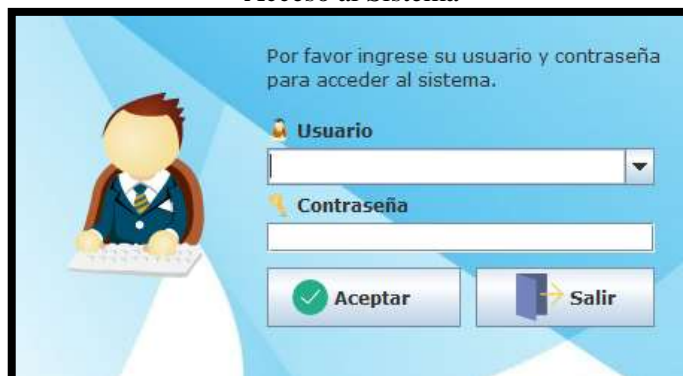 Acceso al Sistema
Por favor ingrese su usuario y contraseña
para acceder al sistema.
Usuario
Contraseña
Aceptar
Salir